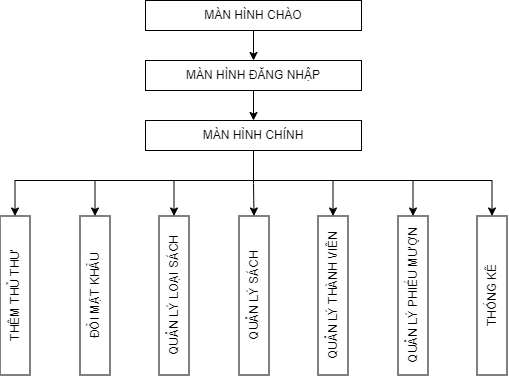 MÀN HÌNH CHÀO
MÀN HÌNH ĐĂNG NHẬP
MÀN HÌNH CHÍNH
THÊM THỦ THƯ
ĐỔI MẬT KHẨU
QUẢN LÝ LOẠI SÁCH
QUẢN LÝ SÁCH
QUẢN LÝ THÀNH VIÊN
QUẢN LÝ PHIẾU MƯỢN
THỐNG KÊ